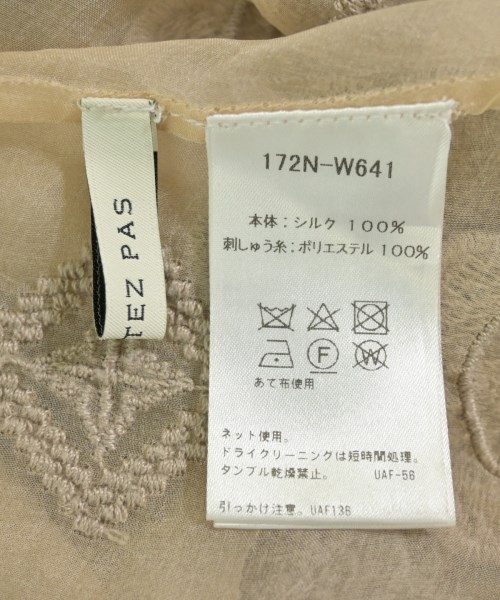 TEZ PAS
172N-W641
本体：シルク 100%
刺しゅう糸：ポリエステル 100%
F
W
あて布使用
ネット使用。
ドライクリーニングは短時間処理。
タンブル乾燥禁止。 UAF-56
引っかけ注意。UAF136